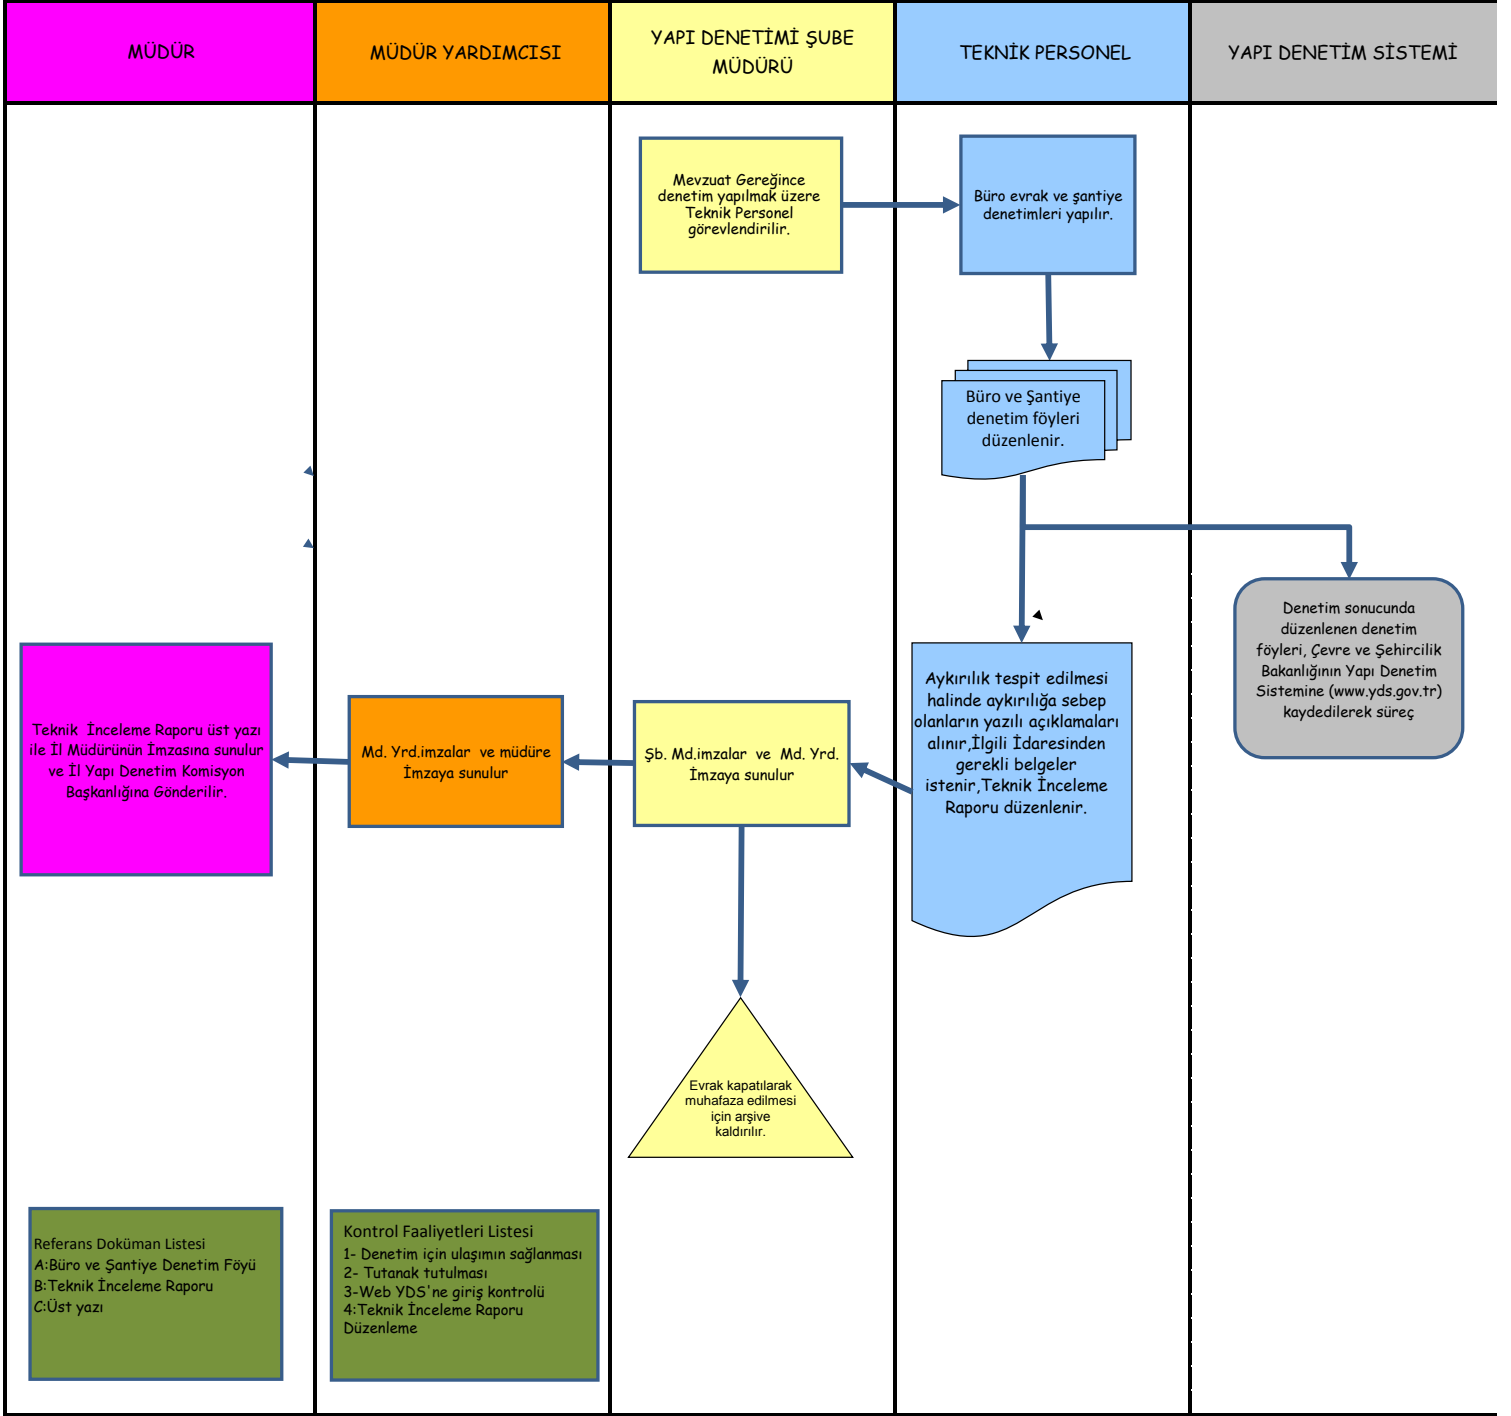 MÜDÜR
MÜDÜR YARDIMCISI
YAPI DENETİMİ ŞUBE
MÜDÜRÜ
TEKNİK PERSONEL
YAPI DENETİM SİSTEMİ
Mevzuat Gereğince
denetim yapılmak üzere
Teknik Personel
görevlendirilir.
Büro evrak ve şantiye
denetimleri yapılır.
Büro ve Şantiye
denetim föyleri
düzenlenir.
Denetim sonucunda
düzenlenen denetim
föyleri, Çevre ve Şehircilik
Bakanlığının Yapı Denetim
Sistemine (www.yds.gov.tr)
kaydedilerek süreç
Aykırılık tespit edilmesi
halinde aykırılığa sebep
olanların yazılı açıklamaları
alınır,İlgili İdaresinden
gerekli belgeler
istenir,Teknik İnceleme
Raporu düzenlenir.
Şb. Md.imzalar ve Md. Yrd.
İmzaya sunulur
Md. Yrd.imzalar ve müdüre
İmzaya sunulur
Teknik İnceleme Raporu üst yazı
ile İl Müdürünün İmzasına sunulur
ve İl Yapı Denetim Komisyon
Başkanlığına Gönderilir.
Evrak kapatılarak
muhafaza edilmesi
için arşive
kaldırılır.
Referans Doküman Listesi
A:Büro ve Şantiye Denetim Föyü
B:Teknik İnceleme Raporu
C:Üst yazı
Kontrol Faaliyetleri Listesi
1- Denetim için ulaşımın sağlanması
2- Tutanak tutulması
3-Web YDS'ne giriş kontrolü
4:Teknik İnceleme Raporu
Düzenleme